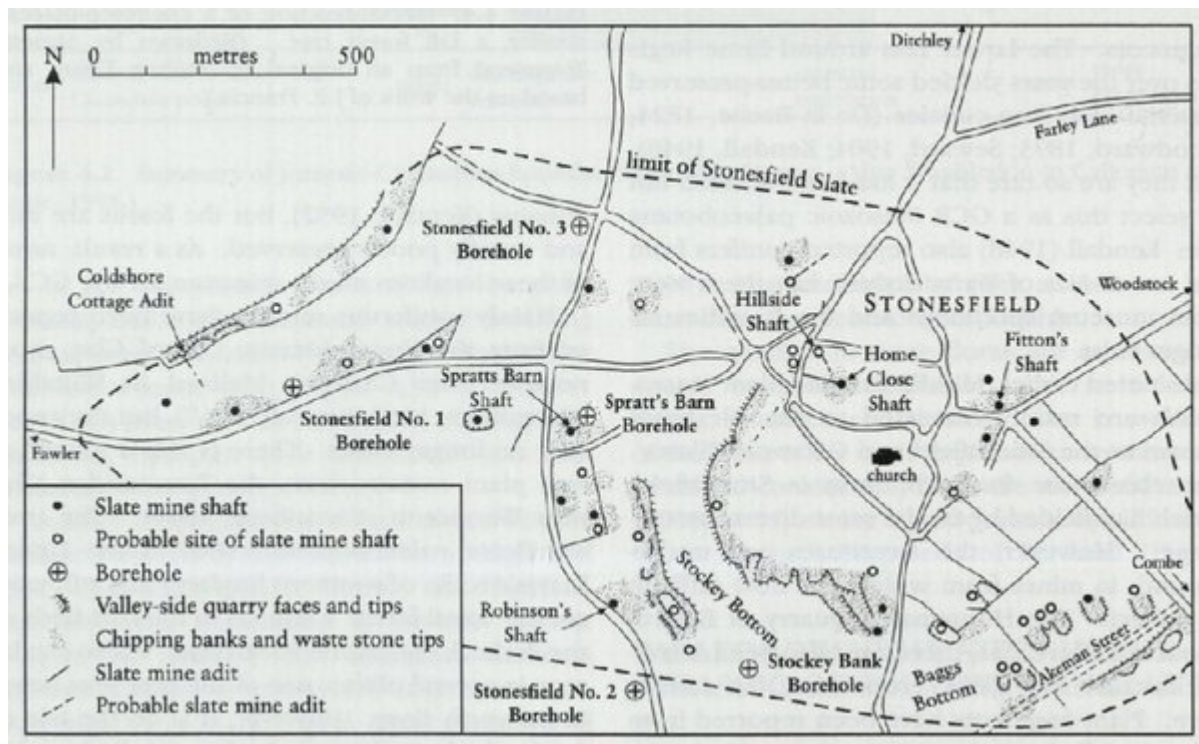 N
0 metres 500
Ditchley
Farley Lane
limit of Stonesfield Slate
Stonesfield No. 3
Borehole
Coldshore
Cottage Adit
Woodstock
Hillside
Shaft
STONESFIELD
Fitton's
Shaft
Home
Close
Shaft
Spratts Barn
Shaft
Stonesfield No. 1
Borehole
Spratt's Barn
Borehole
Fawler
church
Slate mine shaft
Probable site of slate mine shaft
Borehole
Valley-side quarry faces and tips
Chipping banks and waste stone tips
Slate mine adit
Probable slate mine adit
Combe
Robinson's
Shaft
Stockey Bottom
Stockey Bank
Borehole
Stonesfield No. 2
Borehole
Baggs
Bottom
Akeman Street